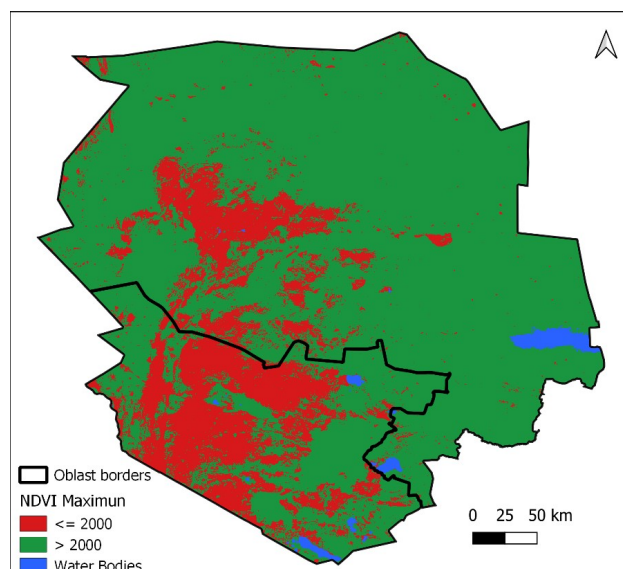 Oblast borders
NDVI Maximun
<= 2000
> 2000
Water Bodies
0 25 50 km